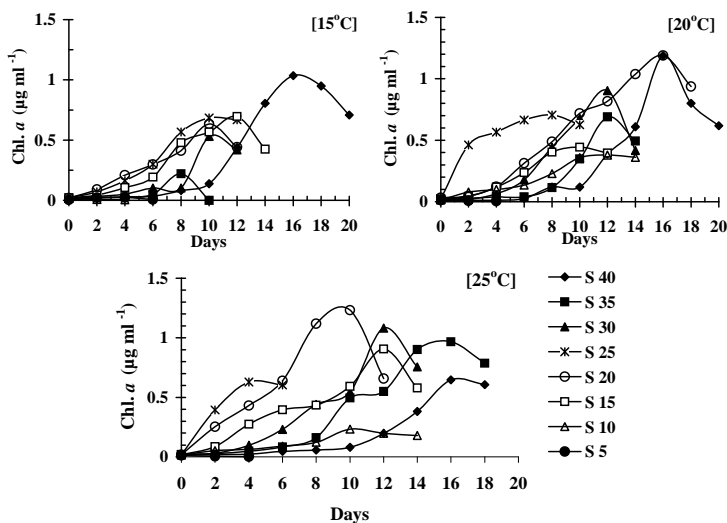 [15°C]
Chl. a (µg ml -1)
1.5
1
0.5
0
0 2 4 6 8 10 12 14 16 18 20
Days
[20°C]
Chl. a (µg ml -1)
1.5
1
0.5
0
0 2 4 6 8 10 12 14 16 18 20
Days
[25°C]
Chl. a (µg ml -1)
1.5
1
0.5
0
0 2 4 6 8 10 12 14 16 18 20
Days
S 40
S 35
S 30
S 25
S 20
S 15
S 10
S 5